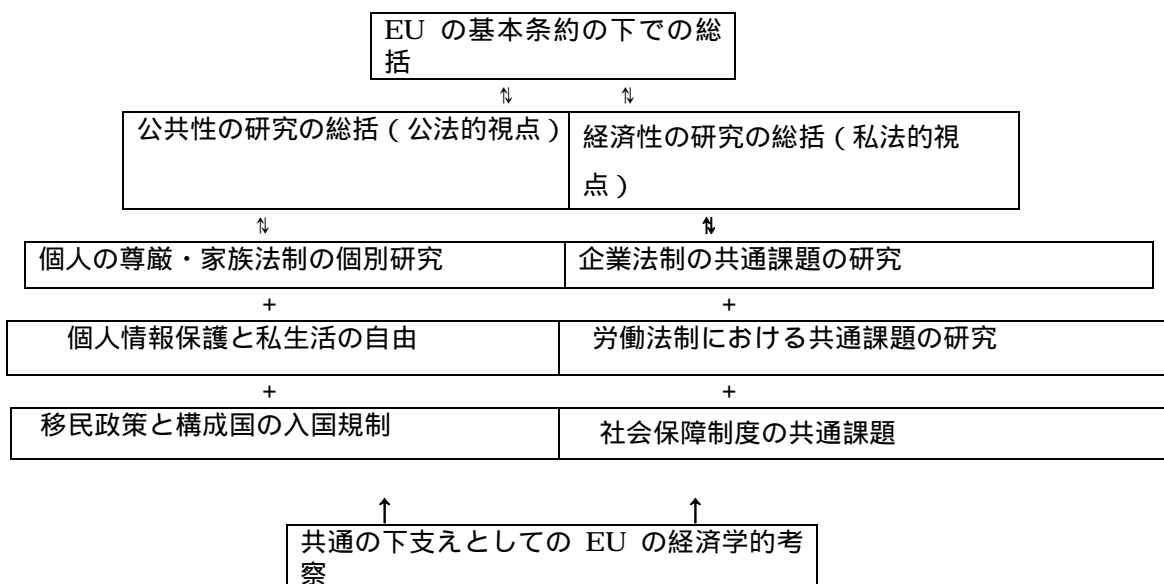 EU の基本条約の下での総
括
⇅ ⇅
公共性の研究の総括(公法的視点)
経済性の研究の総括(私法的視
点)
⇅ ⇅
個人の尊厳・家族法制の個別研究
企業法制の共通課題の研究
+ +
個人情報保護と私生活の自由
労働法制における共通課題の研究
+ +
移民政策と構成国の入国規制
社会保障制度の共通課題
↑ ↑
共通の下支えとしての EU の経済学的考
察